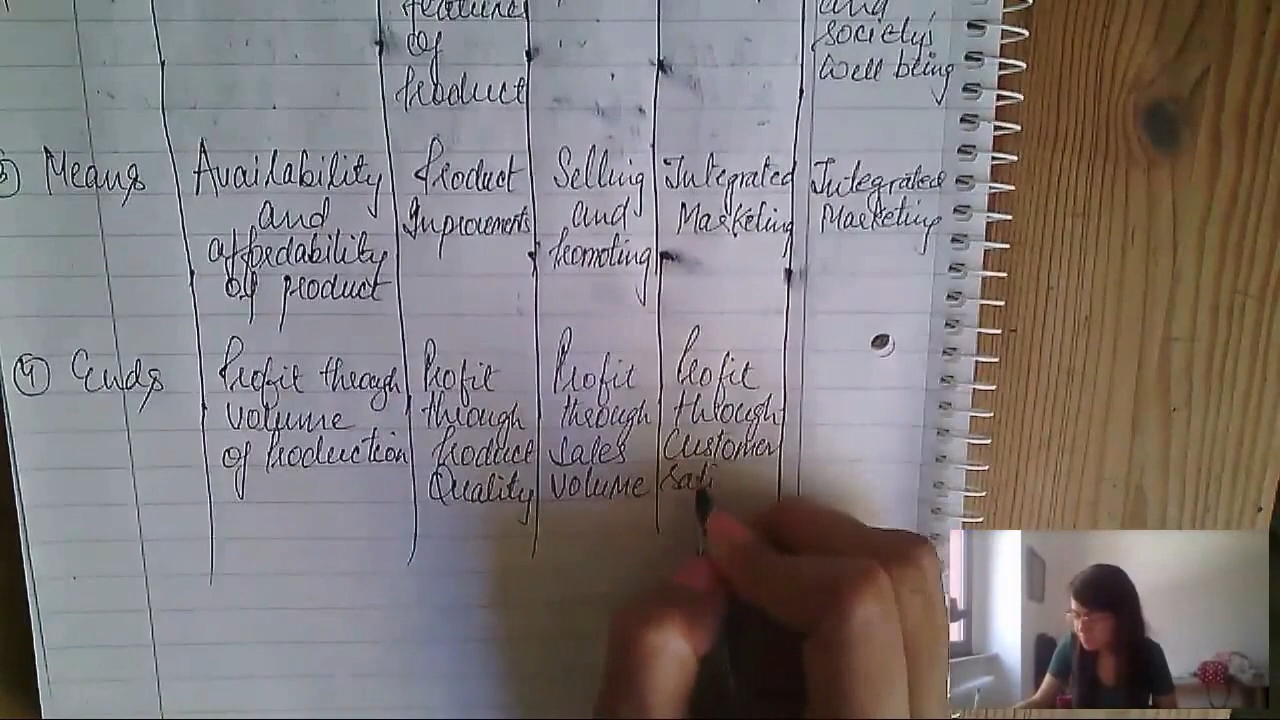 features
of
Product
and
society's
well being
3) Means
Availability
and
affordability
of product
Product
Improvements
Selling
and
Promoting
Integrated
Marketing
Integrated
Marketing
4) Ends
Profit through
volume
of Production
Profit
through
Product
Quality
Profit
through
Sales
volume
Profit
through
Customer
Sati